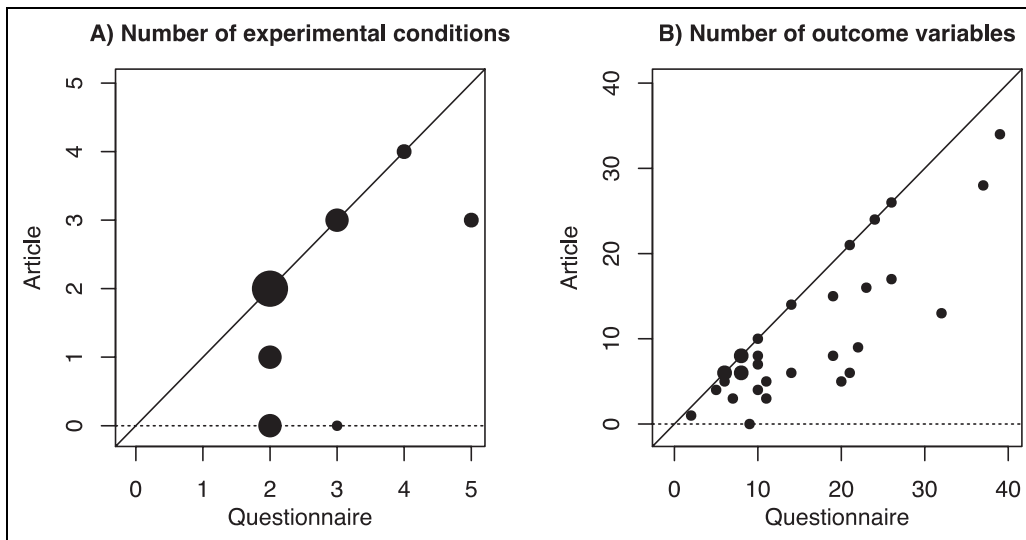 A) Number of experimental conditions
5
4
3
2
1
0
Article
0 1 2 3 4 5
Questionnaire
B) Number of outcome variables
40
30
20
10
0
Article
0 10 20 30 40
Questionnaire